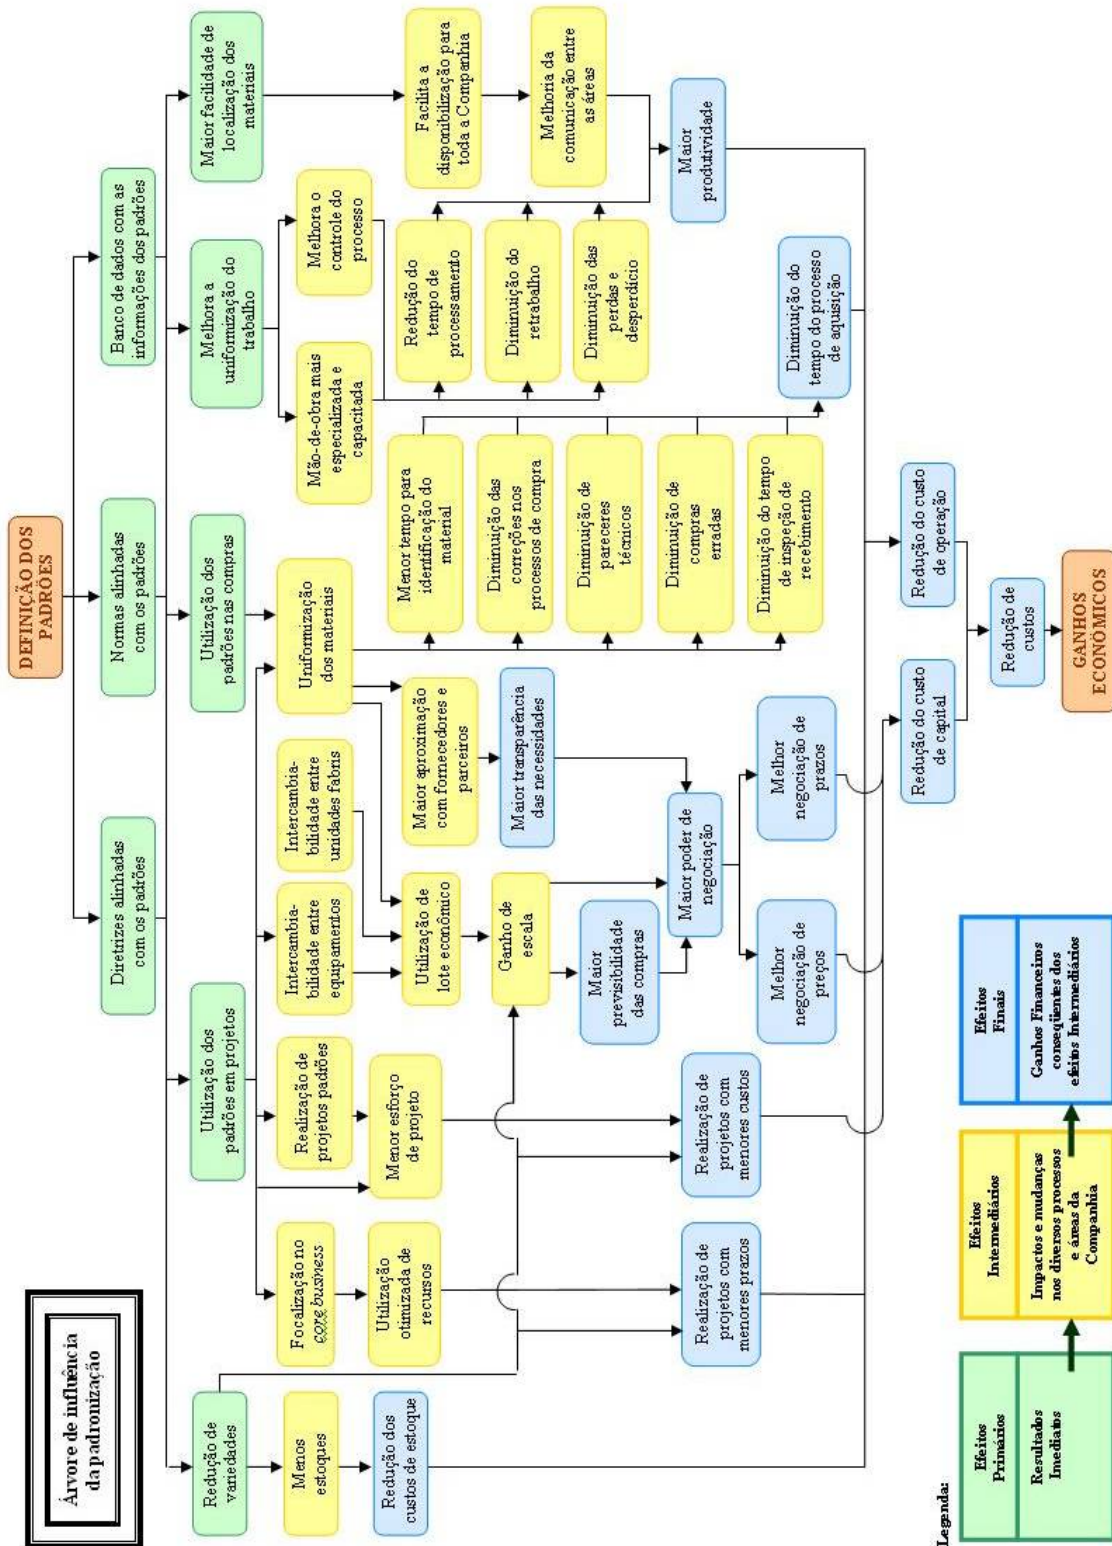 Árvore de influência
da padronização
DEFINIÇÃO DOS
PADRÕES
Diretrizes alinhadas
com os padrões
Normas alinhadas
com os padrões
Banco de dados com as
informações dos padrões
Redução de
variedades
Utilização dos
padrões em projetos
Utilização dos
padrões nas compras
Melhora a
uniformização do
trabalho
Maior facilidade de
localização dos
materiais
Menos
estoques
Focalização no
core business
Realização de
projetos padrões
Intercambia-
bilidade entre
equipamentos
Intercambia-
bilidade entre
unidades fabris
Uniformização
dos materiais
Mão-de-obra mais
especializada e
capacitada
Melhora o
controle do
processo
Redução dos
custos de estoque
Utilização
otimizada de
recursos
Menor esforço
de projeto
Utilização de
lote econômico
Maior aproximação
com fornecedores e
parceiros
Menor tempo para
identificação do
material
Redução do
tempo de
processamento
Facilita a
disponibilização para
toda a Companhia
Ganho de
escala
Maior transparência
das necessidades
Diminuição das
correções nos
processos de compra
Diminuição do
retrabalho
Melhoria da
comunicação entre
as áreas
Maior
previsibilidade
das compras
Diminuição de
pareceres
técnicos
Diminuição das
perdas e
desperdício
Maior poder de
negociação
Diminuição de
compras
erradas
Maior
produtividade
Realização de
projetos com
menores prazos
Realização de
projetos com
menores custos
Melhor
negociação de
preços
Melhor
negociação de
prazos
Diminuição do tempo
de inspeção de
recebimento
Diminuição do
tempo do processo
de aquisição
Redução do custo
de capital
Redução do custo
de operação
Redução de
custos
GANHOS
ECONÔMICOS
Legenda:
Efeitos
Primários
Resultados
Imediatos
Efeitos
Intermediários
Impactos e mudanças
nos diversos processos
e áreas da
Companhia
Efeitos
Finais
Ganhos Financeiros
conseqüentes dos
efeitos Intermediários